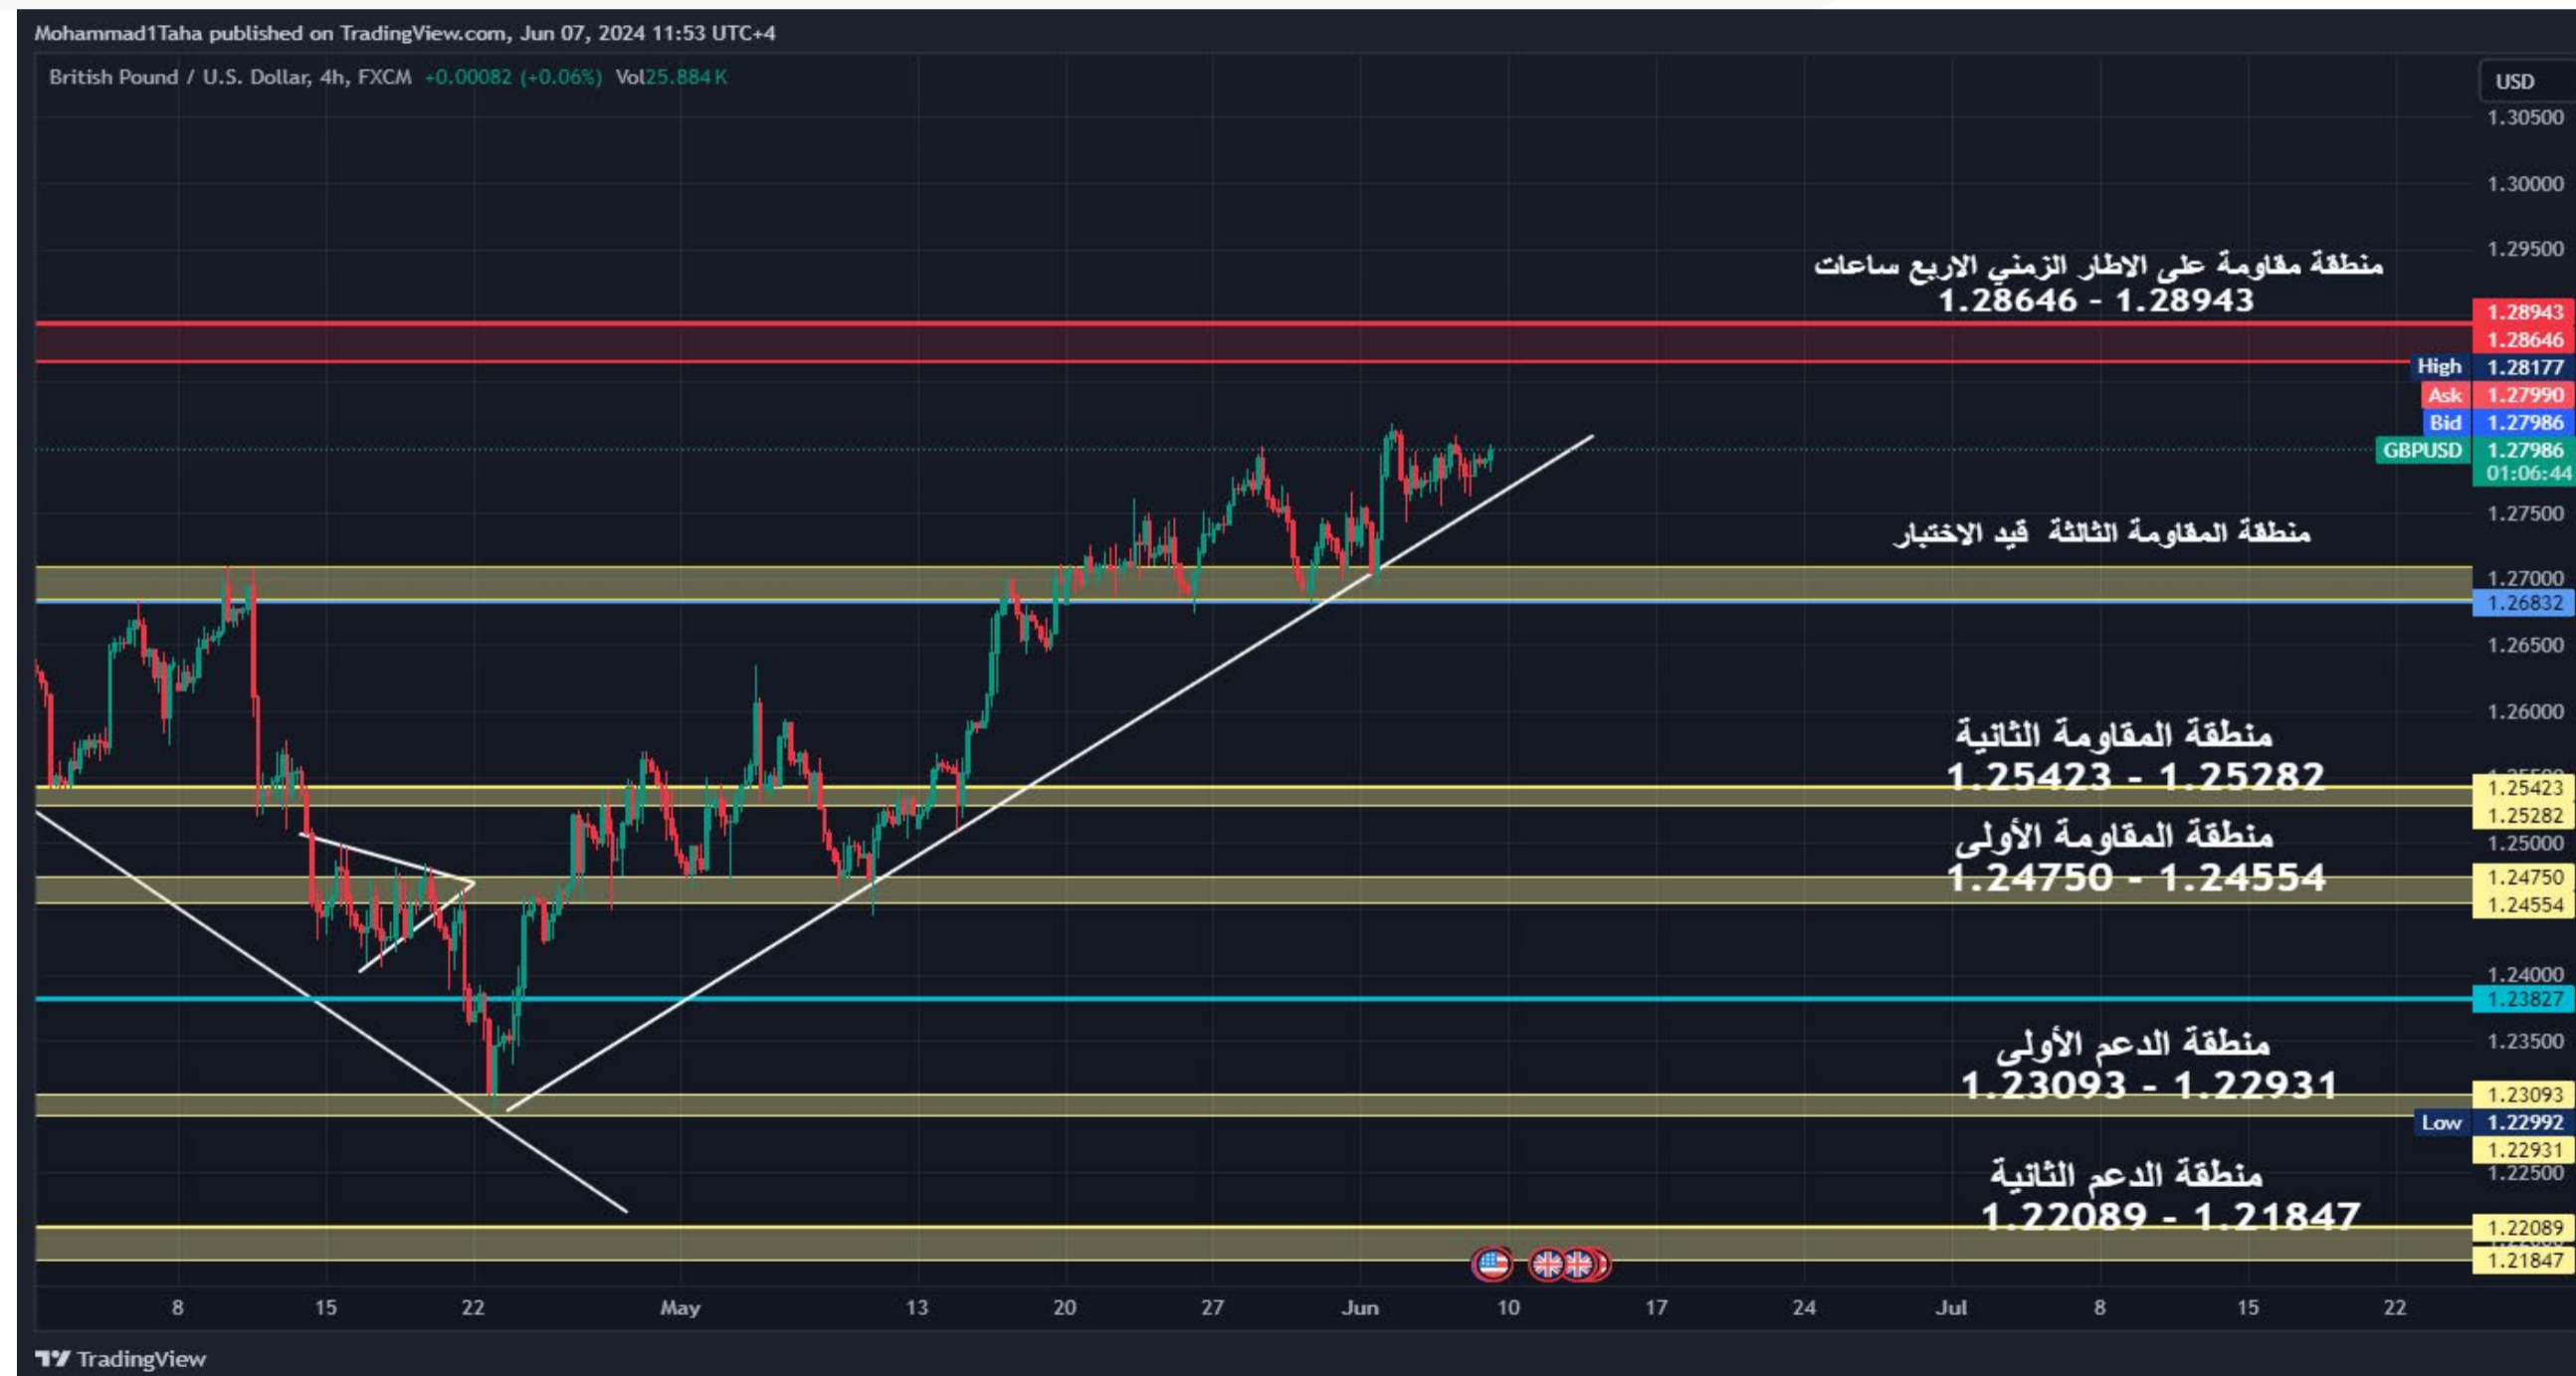 Mohammad1Taha published on TradingView.com, Jun 07, 2024 11:53 UTC+4
British Pound / U.S. Dollar, 4h, FXCM +0.00082 (+0.06%) Vol25.884 K
USD
1.30500
1.30000
1.29500
منطقة مقاومة على الاطار الزمني الاربع ساعات
1.28646 - 1.28943
1.28943
1.28646
High 1.28177
Ask 1.27990
Bid 1.27986
GBPUSD 1.27986
01:06:44
1.27500
منطقة المقاومة الثالثة قيد الاختبار
1.27000
1.26832
1.26500
1.26000
منطقة المقاومة الثانية
1.25423 - 1.25282
1.25423
1.25282
منطقة المقاومة الأولى
1.25000
1.24750 - 1.24554
1.24750
1.24554
1.24000
1.23827
منطقة الدعم الأولى
1.23500
1.23093 - 1.22931
1.23093
Low 1.22992
1.22931
منطقة الدعم الثانية
1.22500
1.22089 - 1.21847
1.22089
1.21847
8 15 22 May 13 20 27 Jun 10 17 24 Jul 8 15 22
TradingView